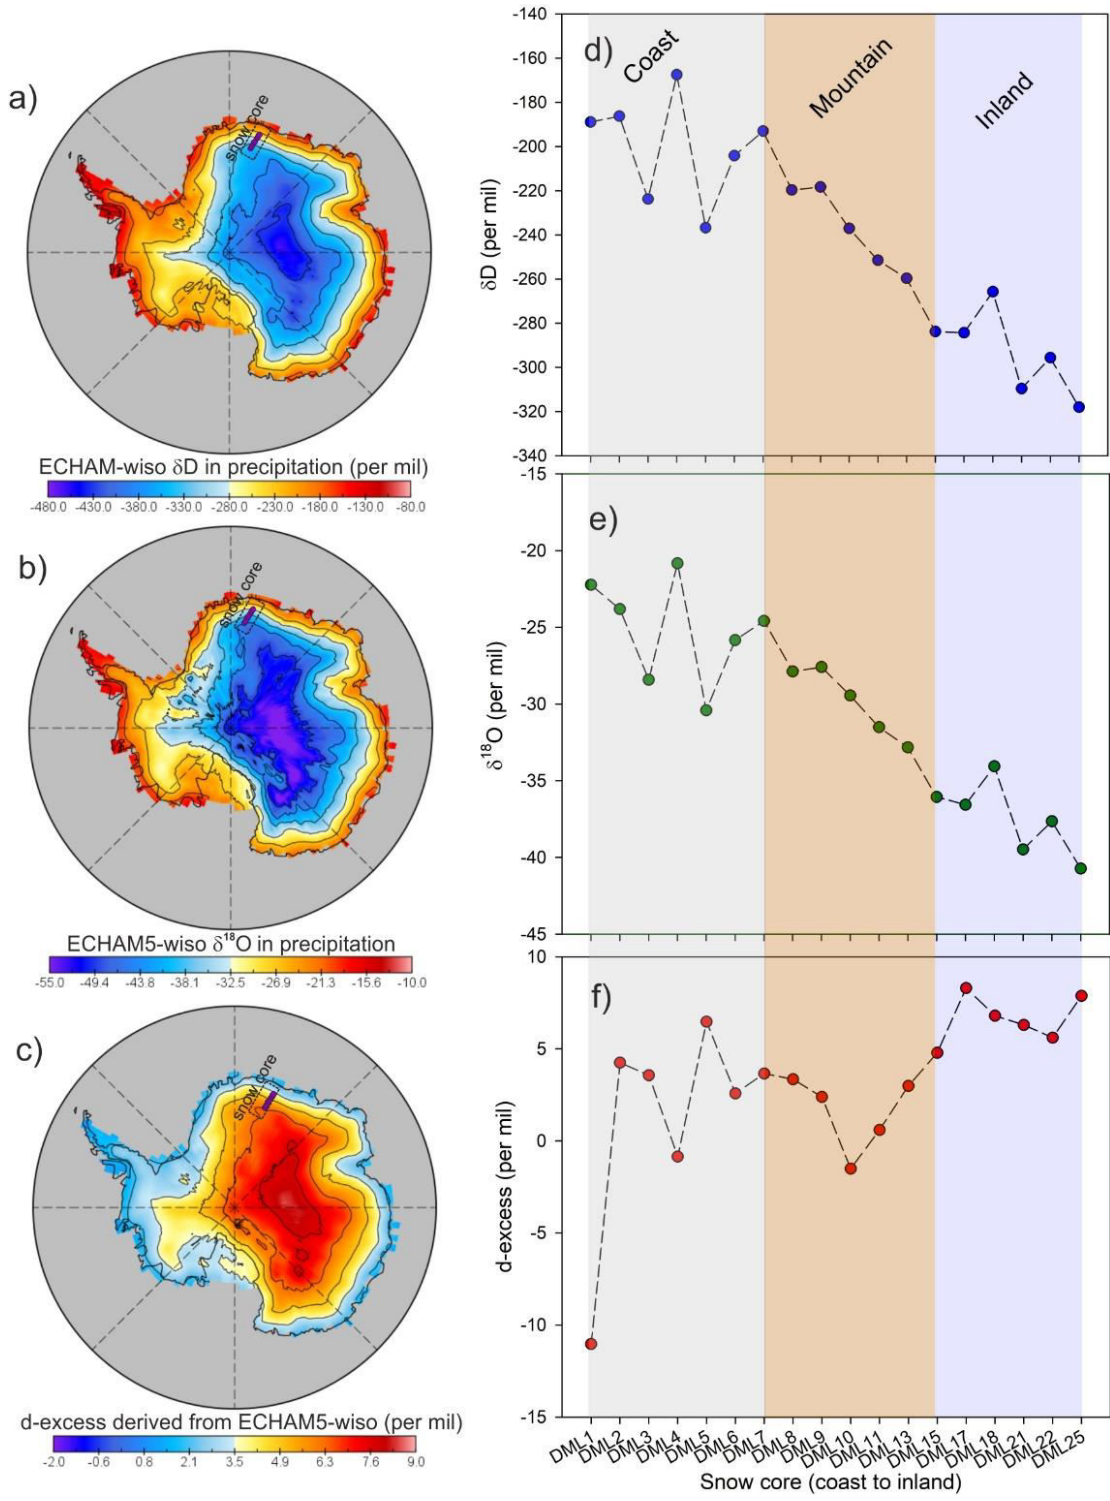 a)
snow core
ECHAM-wiso δD in precipitation (per mil)
-480.0 -430.0 -380.0 -330.0 -280.0 -230.0 -180.0 -130.0 -80.0
b)
snow core
ECHAM5-wiso δ18O in precipitation
-55.0 -49.4 -43.8 -38.1 -32.5 -26.9 -21.3 -15.6 -10.0
c)
snow core
d-excess derived from ECHAM5-wiso (per mil)
-2.0 -0.6 0.8 2.1 3.5 4.9 6.3 7.6 9.0
d)
Coast
Mountain
Inland
δD (per mil)
-140
-160
-180
-200
-220
-240
-260
-280
-300
-320
-340
e)
δ18O (per mil)
-15
-20
-25
-30
-35
-40
-45
f)
d-excess (per mil)
10
5
0
-5
-10
-15
DML1 DML2 DML3 DML4 DML5 DML6 DML7 DML8 DML9 DML10 DML11 DML13 DML15 DML17 DML18 DML21 DML22 DML25
Snow core (coast to inland)